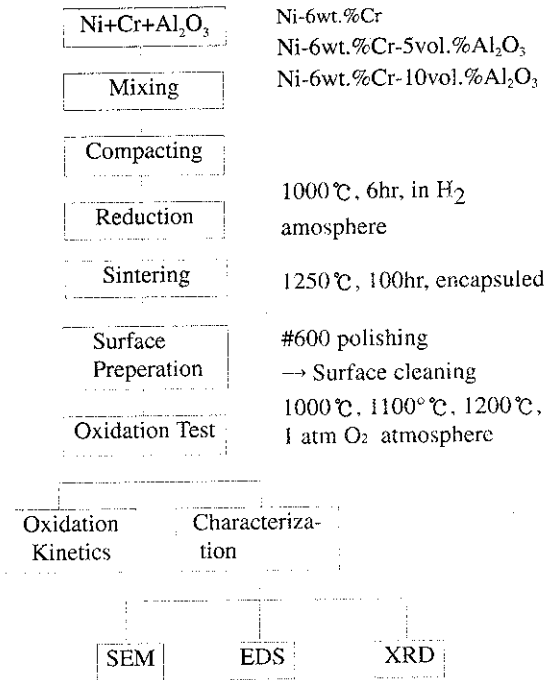 Ni+Cr+Al₂O₃
Ni-6wt.%Cr
Ni-6wt.%Cr-5vol.%Al₂O₃
Ni-6wt.%Cr-10vol.%Al₂O₃
Mixing
Compacting
Reduction
1000℃, 6hr, in H₂
amosphere
Sintering
1250℃, 100hr, encapsuled
Surface
Preperation
#600 polishing
→ Surface cleaning
Oxidation Test
1000℃, 1100°℃, 1200℃,
1 atm O₂ atmosphere
Oxidation
Kinetics
Characteriza-
tion
SEM
EDS
XRD